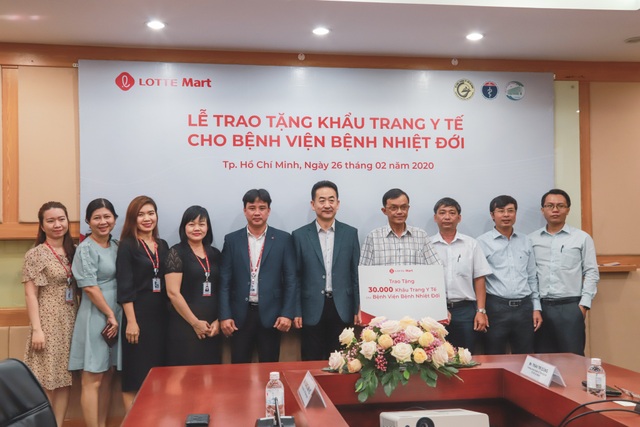 LOTTE Mart
LỄ TRAO TẶNG KHẨU TRANG Y TẾ
CHO BỆNH VIỆN BỆNH NHIỆT ĐỚI
Tp. Hồ Chí Minh, Ngày 26 tháng 02 năm 2020
LOTTE Mart
Trao Tặng
30.000 Khẩu Trang Y Tế
Bệnh Viện Bệnh Nhiệt Đới